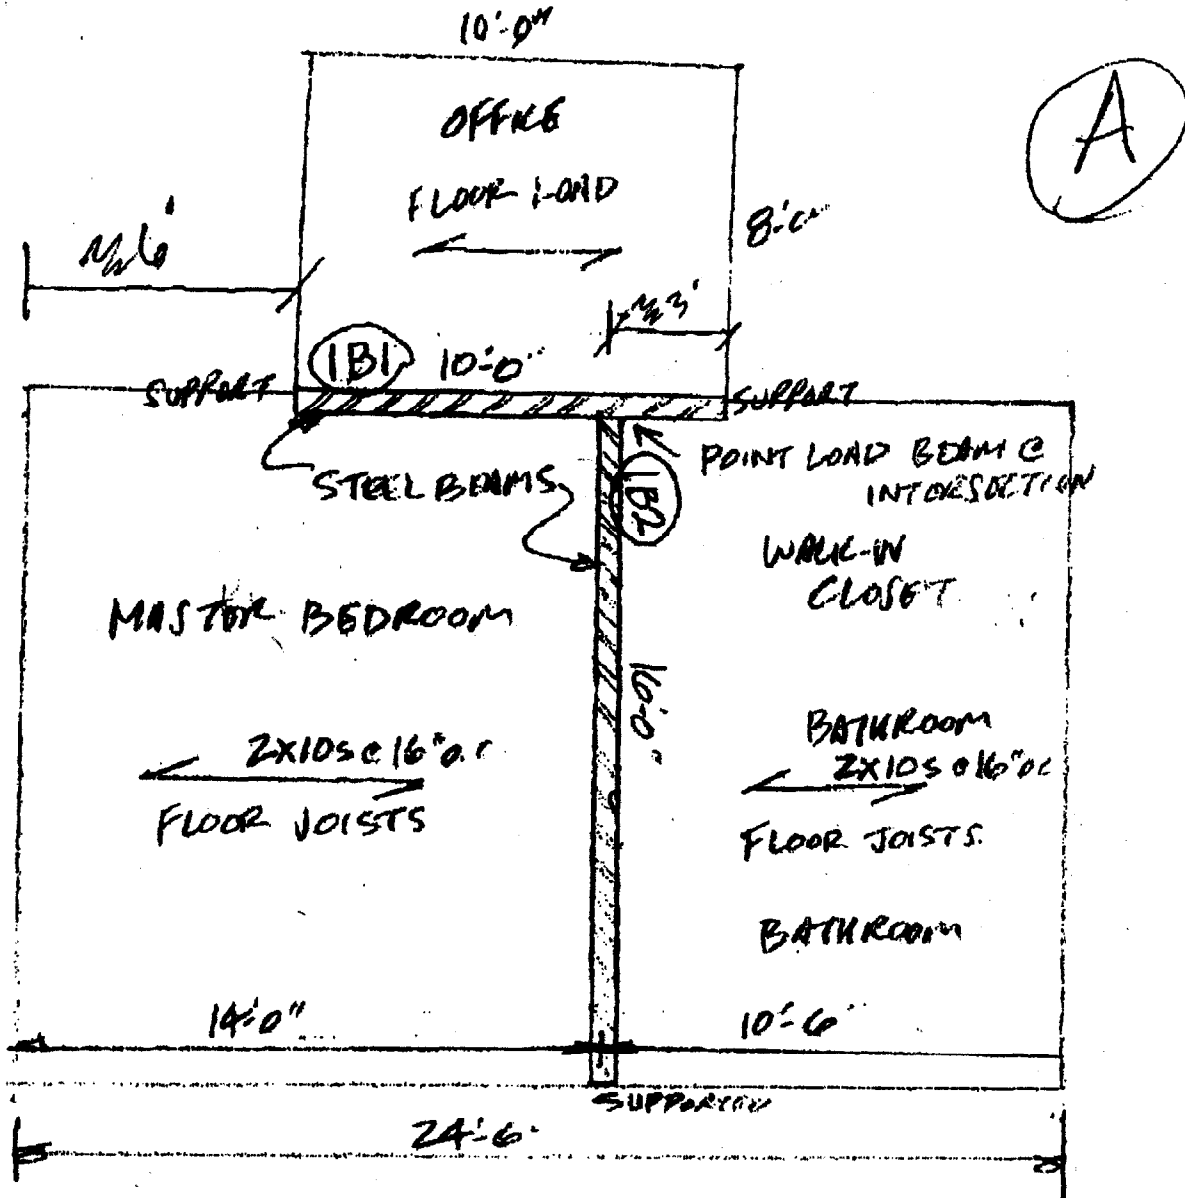 10'-0"
OFFICE
A
FLOOR LOAD
8'-0"
1B1
10'-0"
SUPPORT
SUPPORT
STEEL BEAMS
1B2
POINT LOAD BEAM @
INTERSECTION
WALK-IN
CLOSET
MASTER BEDROOM
16'-0"
2X10s @ 16" o.c
FLOOR JOISTS
BATHROOM
2X10s @ 16" oc
FLOOR JOISTS.
BATHROOM
14'-0"
10'-6
SUPPORTED
24'-6"